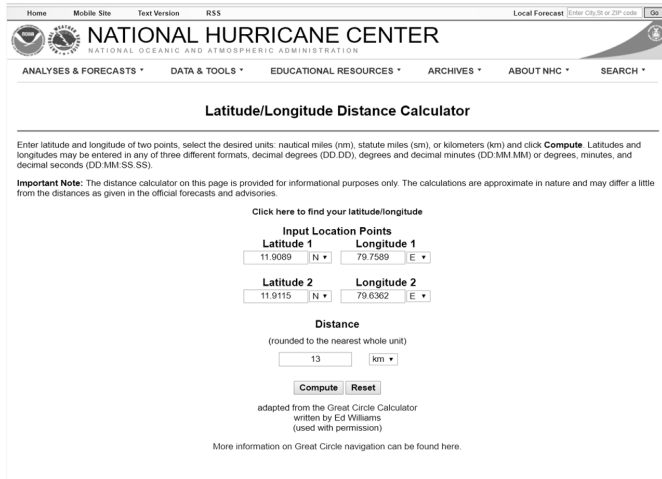 Home Mobile Site Text Version RSS Local Forecast Enter City,St or ZIP code Go
NATIONAL HURRICANE CENTER
NATIONAL OCEANIC AND ATMOSPHERIC ADMINISTRATION
ANALYSES & FORECASTS ▼ DATA & TOOLS ▼ EDUCATIONAL RESOURCES ▼ ARCHIVES ▼ ABOUT NHC ▼ SEARCH ▼
Latitude/Longitude Distance Calculator
Enter latitude and longitude of two points, select the desired units: nautical miles (nm), statute miles (sm), or kilometers (km) and click Compute. Latitudes and
longitudes may be entered in any of three different formats, decimal degrees (DD.DD), degrees and decimal minutes (DD:MM.MM) or degrees, minutes, and
decimal seconds (DD:MM:SS.SS).
Important Note: The distance calculator on this page is provided for informational purposes only. The calculations are approximate in nature and may differ a little
from the distances as given in the official forecasts and advisories.
Click here to find your latitude/longitude
Input Location Points
Latitude 1 Longitude 1
11.9089 N ▼ 79.7589 E ▼
Latitude 2 Longitude 2
11.9115 N ▼ 79.6362 E ▼
Distance
(rounded to the nearest whole unit)
13 km ▼
Compute Reset
adapted from the Great Circle Calculator
written by Ed Williams
(used with permission)
More information on Great Circle navigation can be found here.